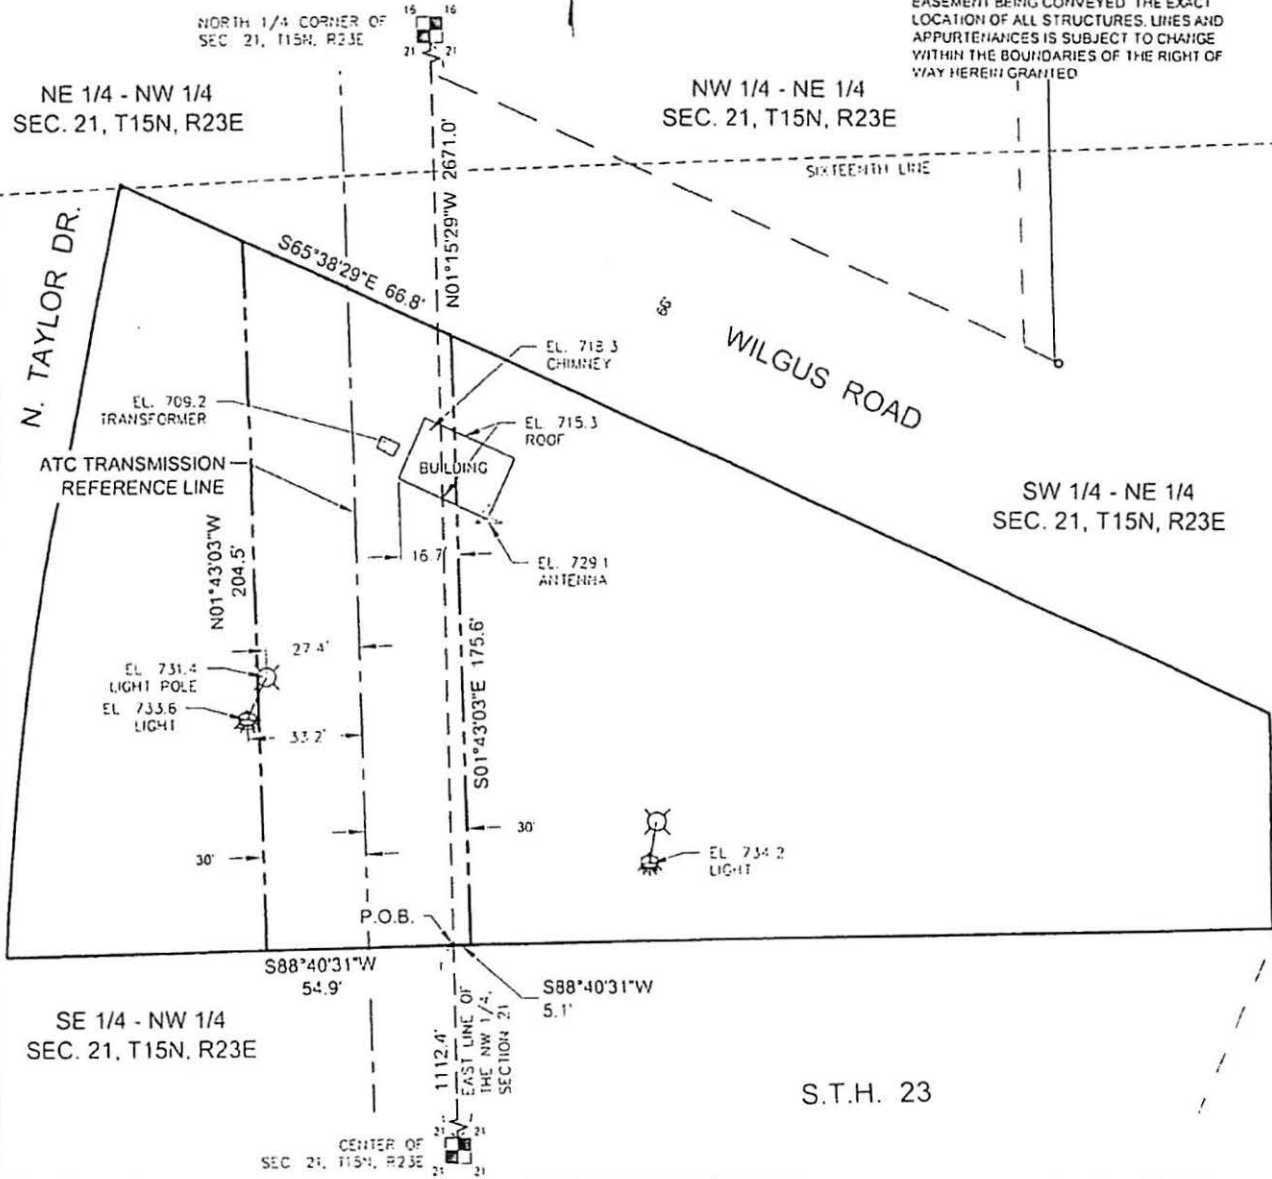 EASEMENT BEING CONVEYED THE EXACT
LOCATION OF ALL STRUCTURES, LINES AND
APPURTENANCES IS SUBJECT TO CHANGE
WITHIN THE BOUNDARIES OF THE RIGHT OF
WAY HEREIN GRANTED
NORTH 1/4 CORNER OF
SEC 21, T15N, R23E
16 16
21 21
NE 1/4 - NW 1/4
SEC. 21, T15N, R23E
NW 1/4 - NE 1/4
SEC. 21, T15N, R23E
SIXTEENTH LINE
N01°15'29"W 2671.0'
N. TAYLOR DR.
S65°38'29"E 66.8'
66'
WILGUS ROAD
EL. 718.3
CHIMNEY
EL. 709.2
TRANSFORMER
EL 715.3
ROOF
BUILDING
ATC TRANSMISSION
REFERENCE LINE
SW 1/4 - NE 1/4
SEC. 21, T15N, R23E
16.7'
EL. 729.1
ANTENNA
N01°43'03"W
204.5'
27.4'
EL 731.4
LIGHT POLE
EL 733.6
LIGHT
33.2'
S01°43'03"E 175.6'
30'
30'
EL 734.2
LIGHT
P.O.B.
S88°40'31"W
54.9'
S88°40'31"W
5.1'
SE 1/4 - NW 1/4
SEC. 21, T15N, R23E
1112.4'
EAST LINE OF
THE NW 1/4,
SECTION 21
S.T.H. 23
21 21
CENTER OF
SEC 21, T15N, R23E
21 21